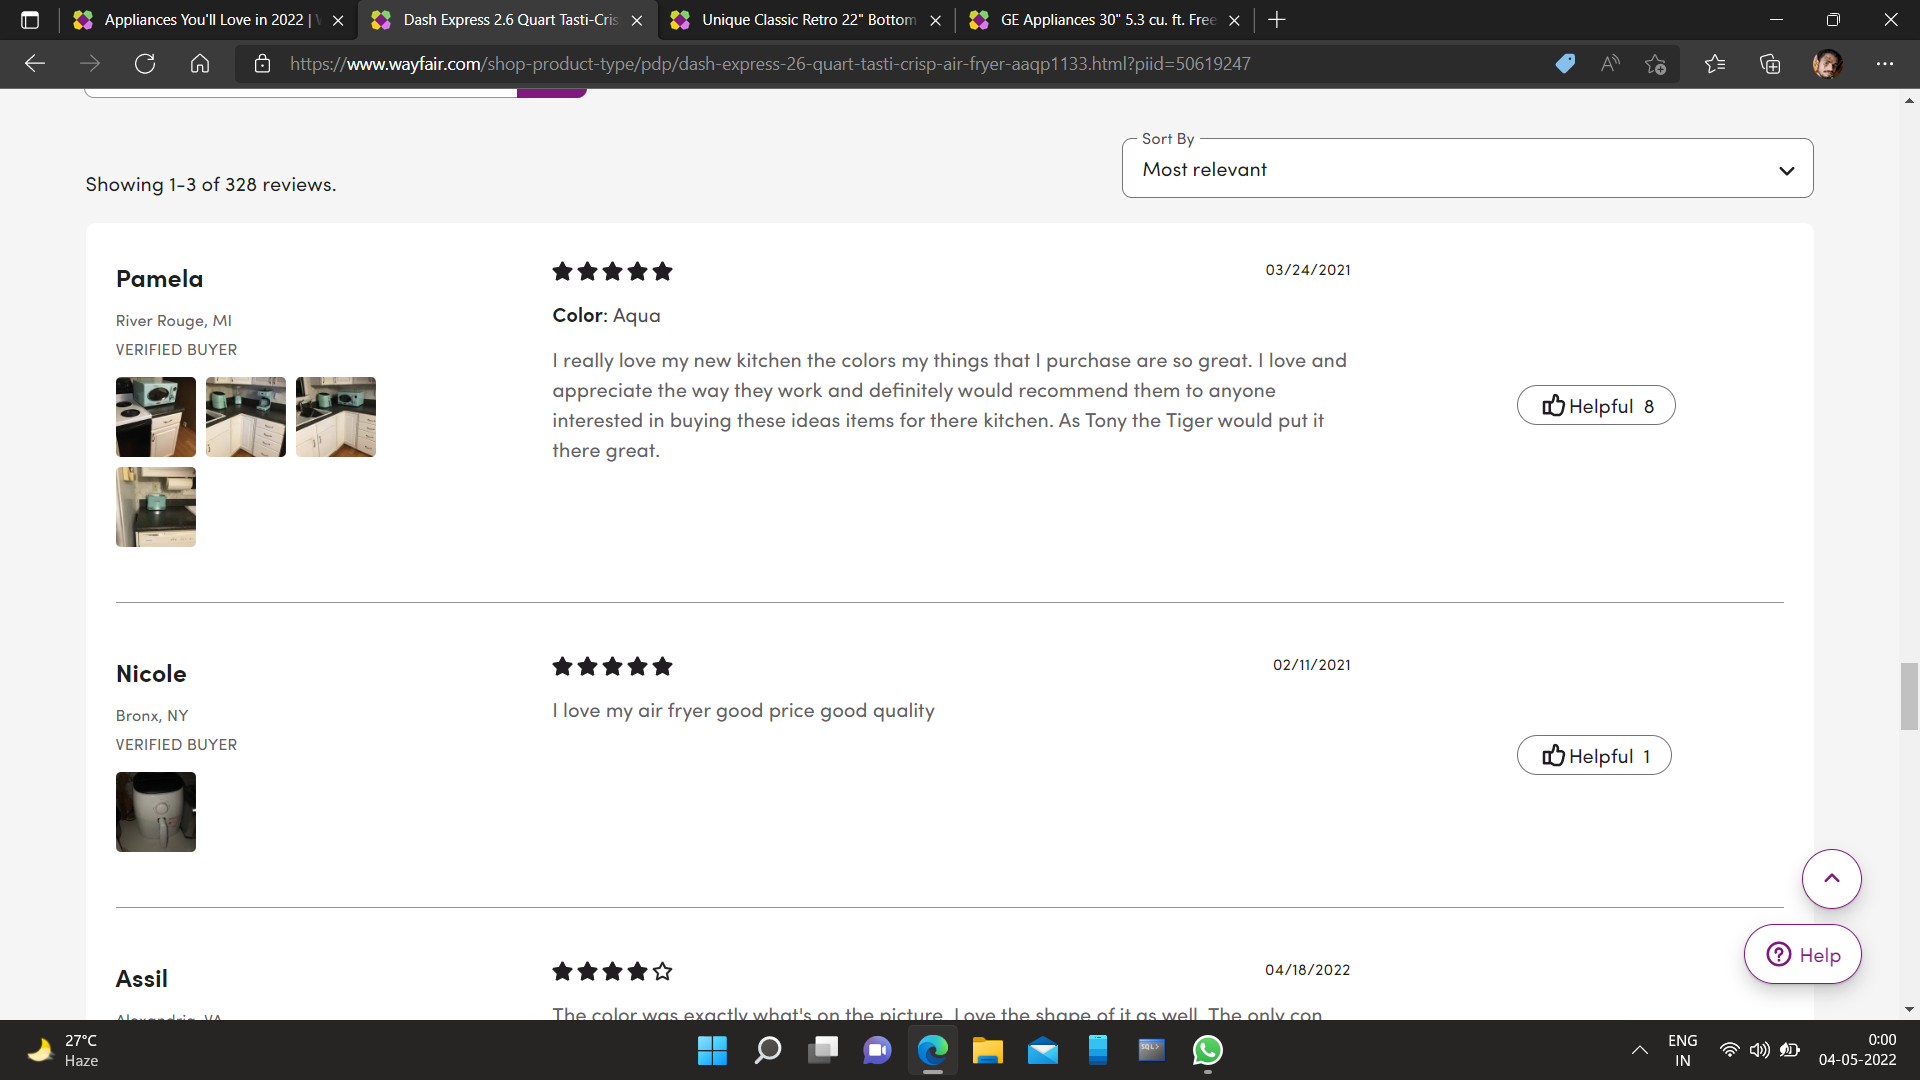 Appliances You'll Love in 2022 |
Dash Express 2.6 Quart Tasti-Cris
Unique Classic Retro 22" Bottom
GE Appliances 30" 5.3 cu. ft. Free
https://www.wayfair.com/shop-product-type/pdp/dash-express-26-quart-tasti-crisp-air-fryer-aaqp1133.html?piid=50619247
Sort By
Most relevant
Showing 1-3 of 328 reviews.
Pamela
03/24/2021
Color: Aqua
River Rouge, MI
VERIFIED BUYER
I really love my new kitchen the colors my things that I purchase are so great. I love and
appreciate the way they work and definitely would recommend them to anyone
interested in buying these ideas items for there kitchen. As Tony the Tiger would put it
there great.
Helpful 8
Nicole
02/11/2021
Bronx, NY
VERIFIED BUYER
I love my air fryer good price good quality
Helpful 1
Assil
04/18/2022
Alexandria, VA
The color was exactly what's on the picture. Love the shape of it as well. The only con
Help
27°C
Haze
SQL>
ENG
IN
0:00
04-05-2022